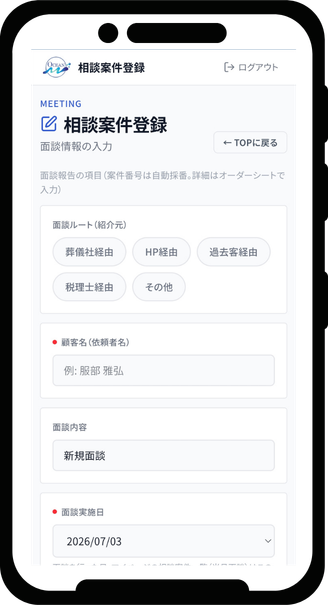 相談案件登録
ログアウト
MEETING
相談案件登録
面談情報の入力
← TOPに戻る
面談報告の項目（案件番号は自動採番。詳細はオーダーシートで
入力）
面談ルート（紹介元）
葬儀社経由
HP経由
過去客経由
税理士経由
その他
顧客名（依頼者名）
例: 服部 雅弘
面談内容
新規面談
面談実施日
2026/07/03